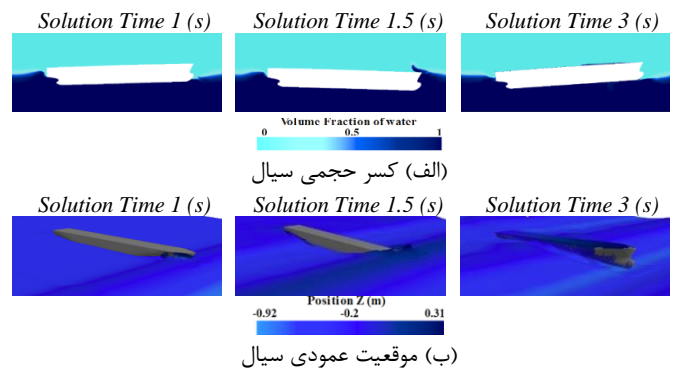 Solution Time 1 (s) Solution Time 1.5 (s) Solution Time 3 (s)
Volume Fraction of water
0 0.5 1
(الف) کسر حجمی سیال
Solution Time 1 (s) Solution Time 1.5 (s) Solution Time 3 (s)
Position Z (m)
-0.92 -0.2 0.31
(ب) موقعیت عمودی سیال